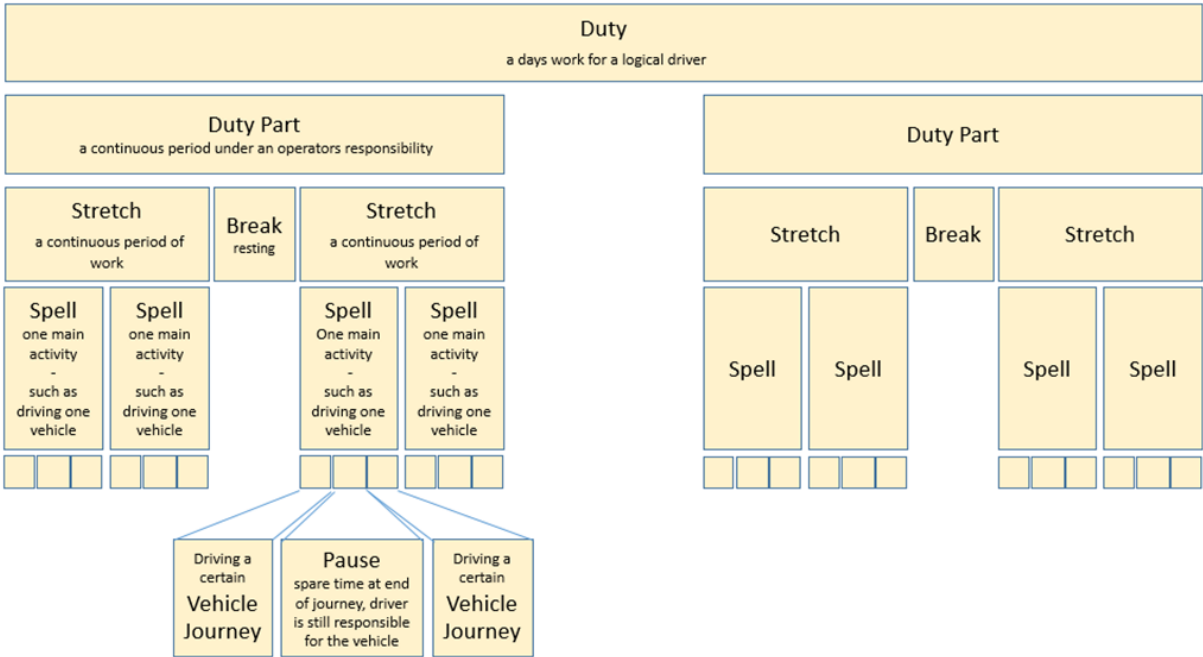 Duty
a days work for a logical driver
Duty Part
a continuous period under an operators responsibility
Duty Part
Stretch
a continuous period of
work
Break
resting
Stretch
a continuous period of
work
Stretch
Break
Stretch
Spell
one main
activity
-
such as
driving one
vehicle
Spell
one main
activity
-
such as
driving one
vehicle
Spell
One main
activity
-
such as
driving one
vehicle
Spell
one main
activity
-
such as
driving one
vehicle
Spell
Spell
Spell
Spell
Driving a
certain
Vehicle
Journey
Pause
spare time at end
of journey, driver
is still responsible
for the vehicle
Driving a
certain
Vehicle
Journey